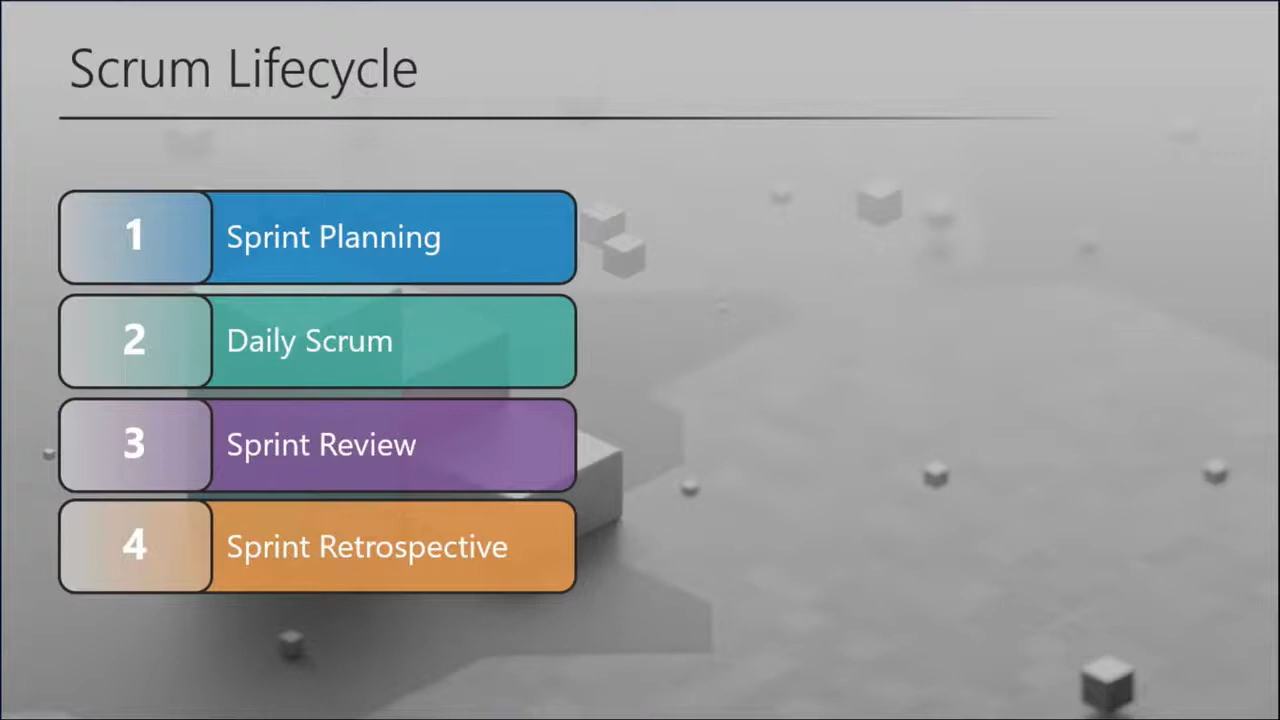 Scrum Lifecycle
1 Sprint Planning
2 Daily Scrum
3 Sprint Review
4 Sprint Retrospective